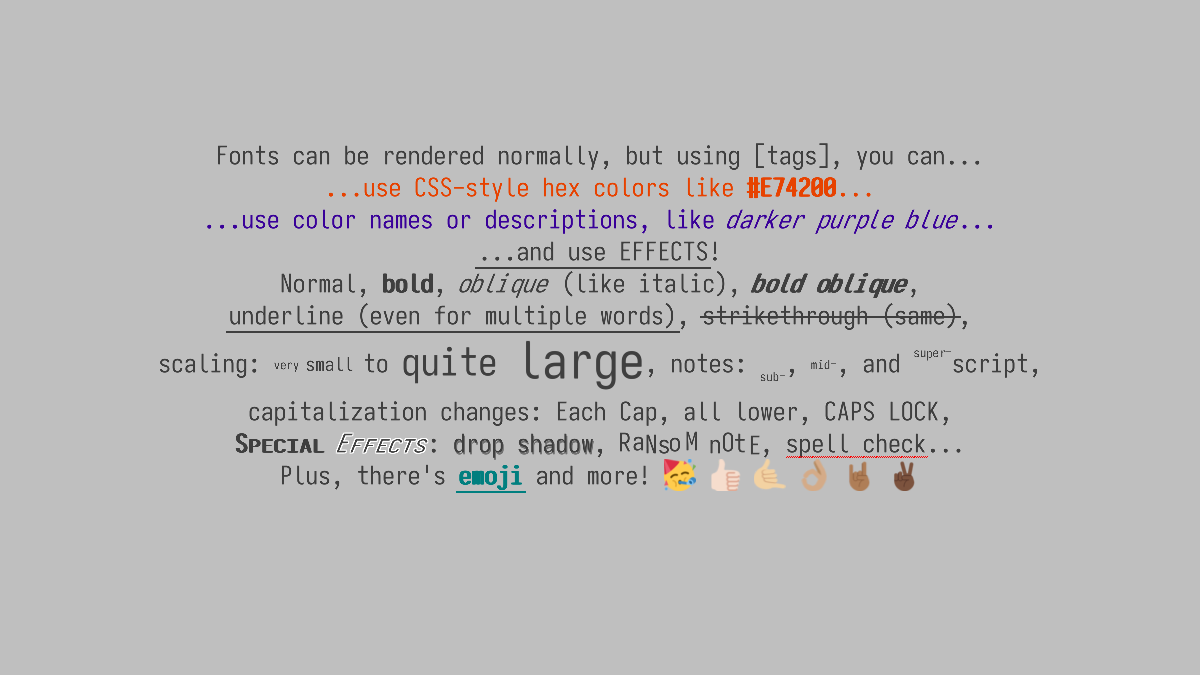 Fonts can be rendered normally, but using [tags], you can...
...use CSS-style hex colors like #E74200...
...use color names or descriptions, like darker purple blue...
...and use EFFECTS!
Normal, bold, oblique (like italic), bold oblique,
underline (even for multiple words), strikethrough (same),
scaling: very small to quite large, notes: sub-, mid-, and super-script,
capitalization changes: Each Cap, all lower, CAPS LOCK,
SPECIAL EFFECTS: drop shadow, RaNsoM nOtE, spell check...
Plus, there's emoji and more! 🥳 👍🏻 🤙🏼 👌🏽 🤘🏾 ✌🏿